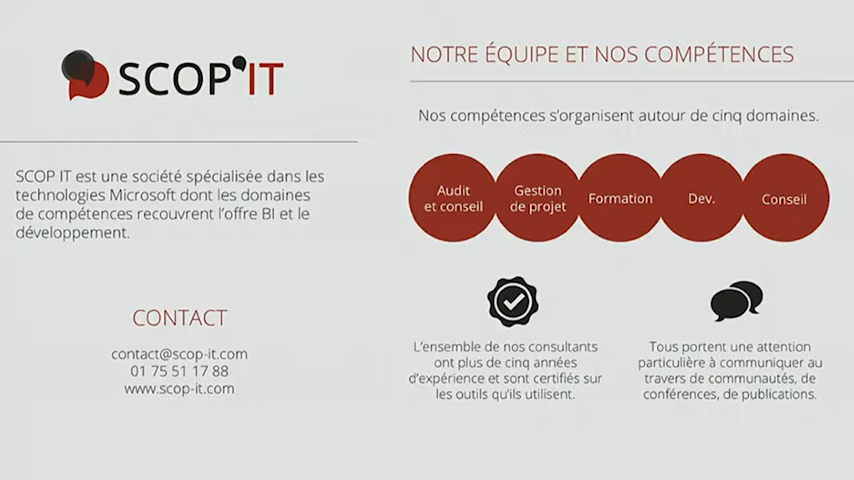 SCOP'IT
SCOP IT est une société spécialisée dans les
technologies Microsoft dont les domaines
de compétences recouvrent l'offre BI et le
développement.
CONTACT
contact@scop-it.com
01 75 51 17 88
www.scop-it.com
NOTRE ÉQUIPE ET NOS COMPÉTENCES
Nos compétences s'organisent autour de cinq domaines.
Audit
et conseil
Gestion
de projet
Formation
Dev.
Conseil
L'ensemble de nos consultants
ont plus de cinq années
d'expérience et sont certifiés sur
les outils qu'ils utilisent.
Tous portent une attention
particulière à communiquer au
travers de communautés, de
conférences, de publications.